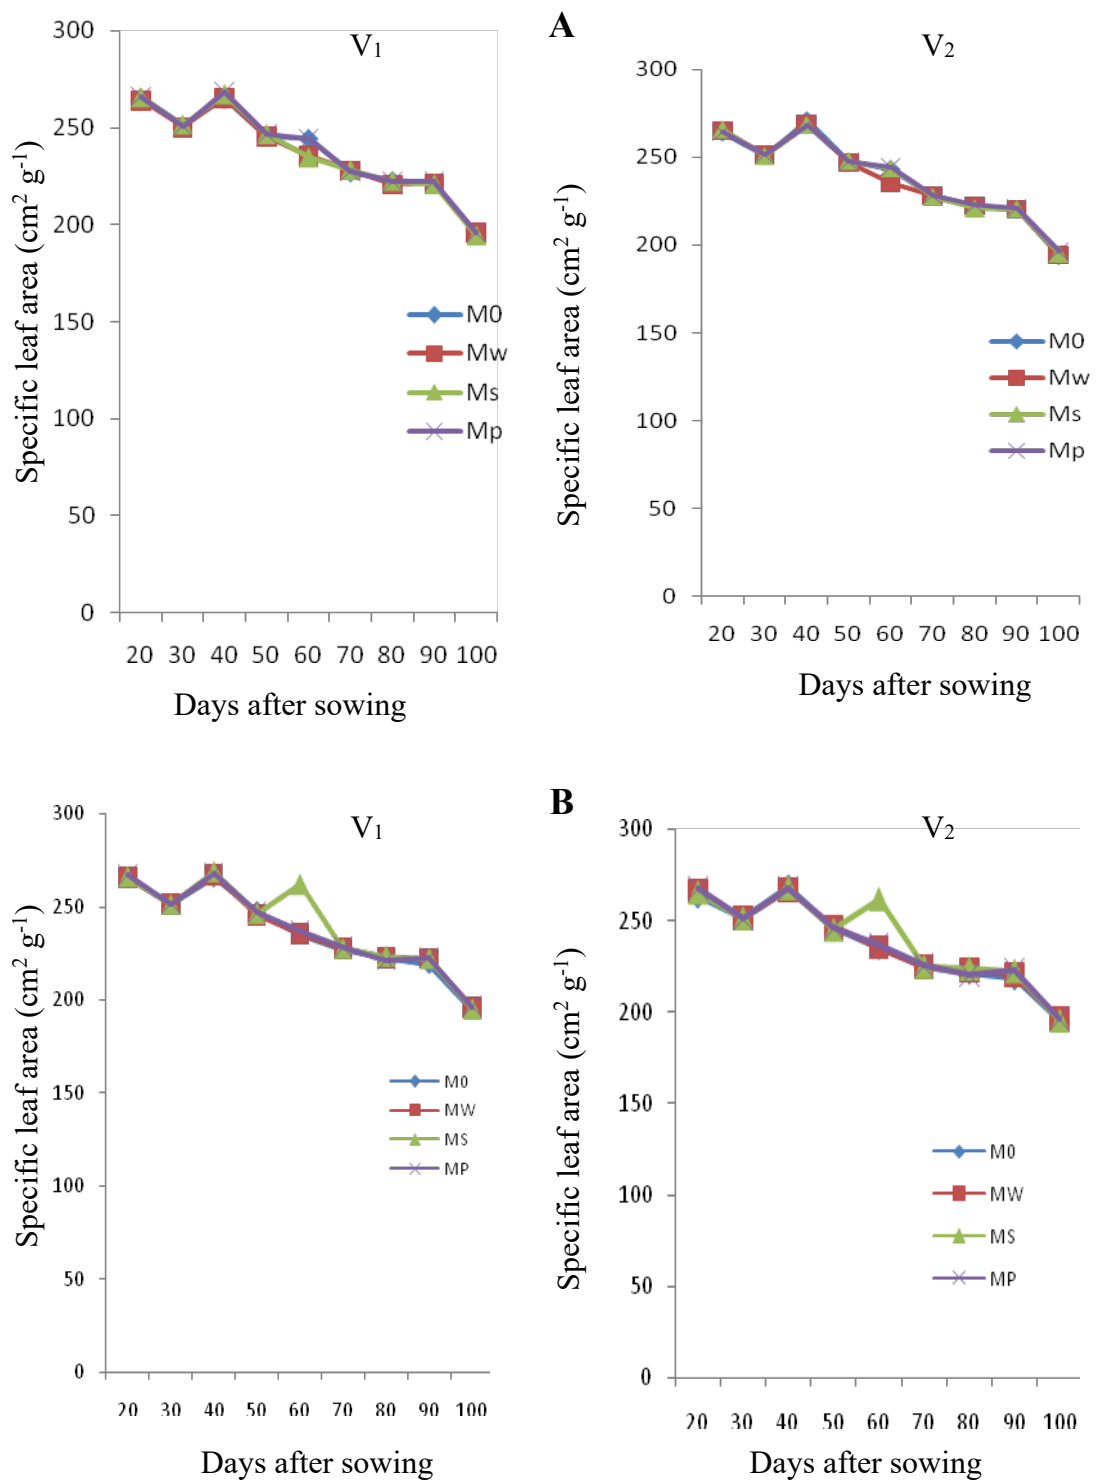 A
V₁
300
250
200
150
100
50
0
Specific leaf area (cm² g⁻¹)
M0
Mw
Ms
Mp
20 30 40 50 60 70 80 90 100
Days after sowing
V₂
300
250
200
150
100
50
0
Specific leaf area (cm² g⁻¹)
M0
Mw
Ms
Mp
20 30 40 50 60 70 80 90 100
Days after sowing
B
V₁
300
250
200
150
100
50
0
Specific leaf area (cm² g⁻¹)
M0
MW
MS
MP
20 30 40 50 60 70 80 90 100
Days after sowing
V₂
300
250
200
150
100
50
0
Specific leaf area (cm² g⁻¹)
M0
MW
MS
MP
20 30 40 50 60 70 80 90 100
Days after sowing